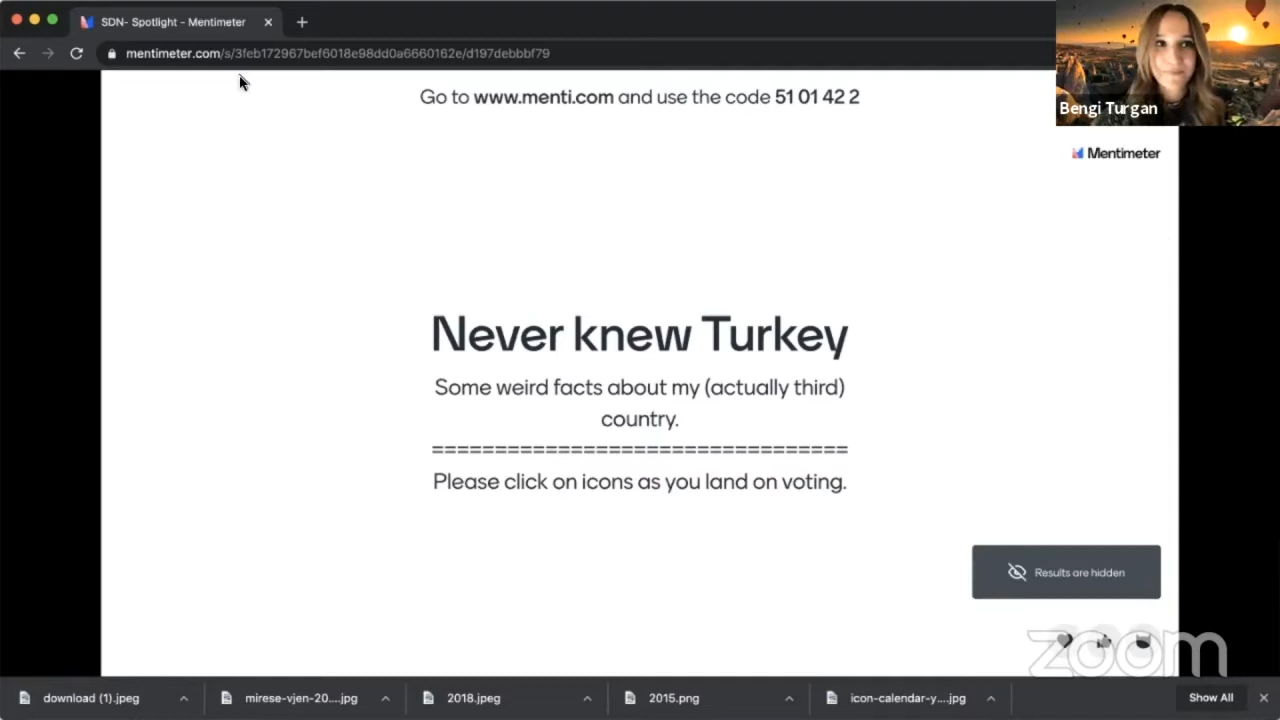 SDN- Spotlight - Mentimeter
mentimeter.com/s/3feb172967bef6018e98dd0a6660162e/d197debbbf79
Bengi Turgan
Go to www.menti.com and use the code 51 01 42 2
Mentimeter
Never knew Turkey
Some weird facts about my (actually third)
country.
=================================
Please click on icons as you land on voting.
Results are hidden
zoom
download (1).jpeg
mirese-vjen-20....jpg
2018.jpeg
2015.png
icon-calendar-y....jpg
Show All